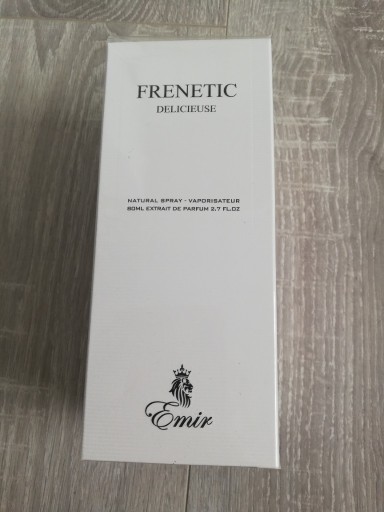 FRENETIC
DELICIEUSE
NATURAL SPRAY - VAPORISATEUR
80ML EXTRAIT DE PARFUM 2.7 FL.OZ
Emir